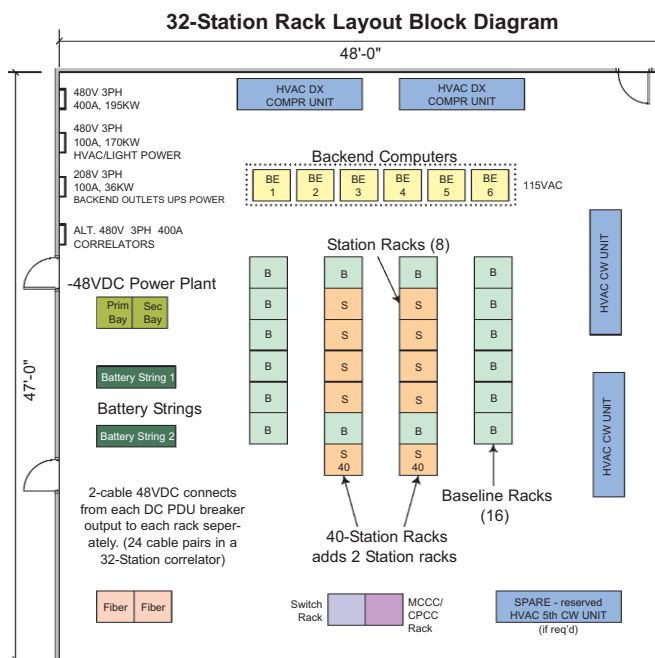 32-Station Rack Layout Block Diagram
48'-0"
47'-0"
480V 3PH
400A, 195KW
480V 3PH
100A, 170KW
HVAC/LIGHT POWER
208V 3PH
100A, 36KW
BACKEND OUTLETS UPS POWER
ALT. 480V 3PH 400A
CORRELATORS
HVAC DX
COMPR UNIT
HVAC DX
COMPR UNIT
Backend Computers
BE
1
BE
2
BE
3
BE
4
BE
5
BE
6
115VAC
HVAC CW UNIT
HVAC CW UNIT
Station Racks (8)
-48VDC Power Plant
Prim
Bay
Sec
Bay
Battery String 1
Battery Strings
Battery String 2
B
B
B
B
B
B
B
S
S
S
S
B
S
40
B
S
S
S
S
B
S
40
B
B
B
B
B
B
Baseline Racks
(16)
40-Station Racks
adds 2 Station racks
2-cable 48VDC connects
from each DC PDU breaker
output to each rack seper-
ately. (24 cable pairs in a
32-Station correlator)
Fiber
Fiber
Switch
Rack
MCCC/
CPCC
Rack
SPARE - reserved
HVAC 5th CW UNIT
(if req'd)